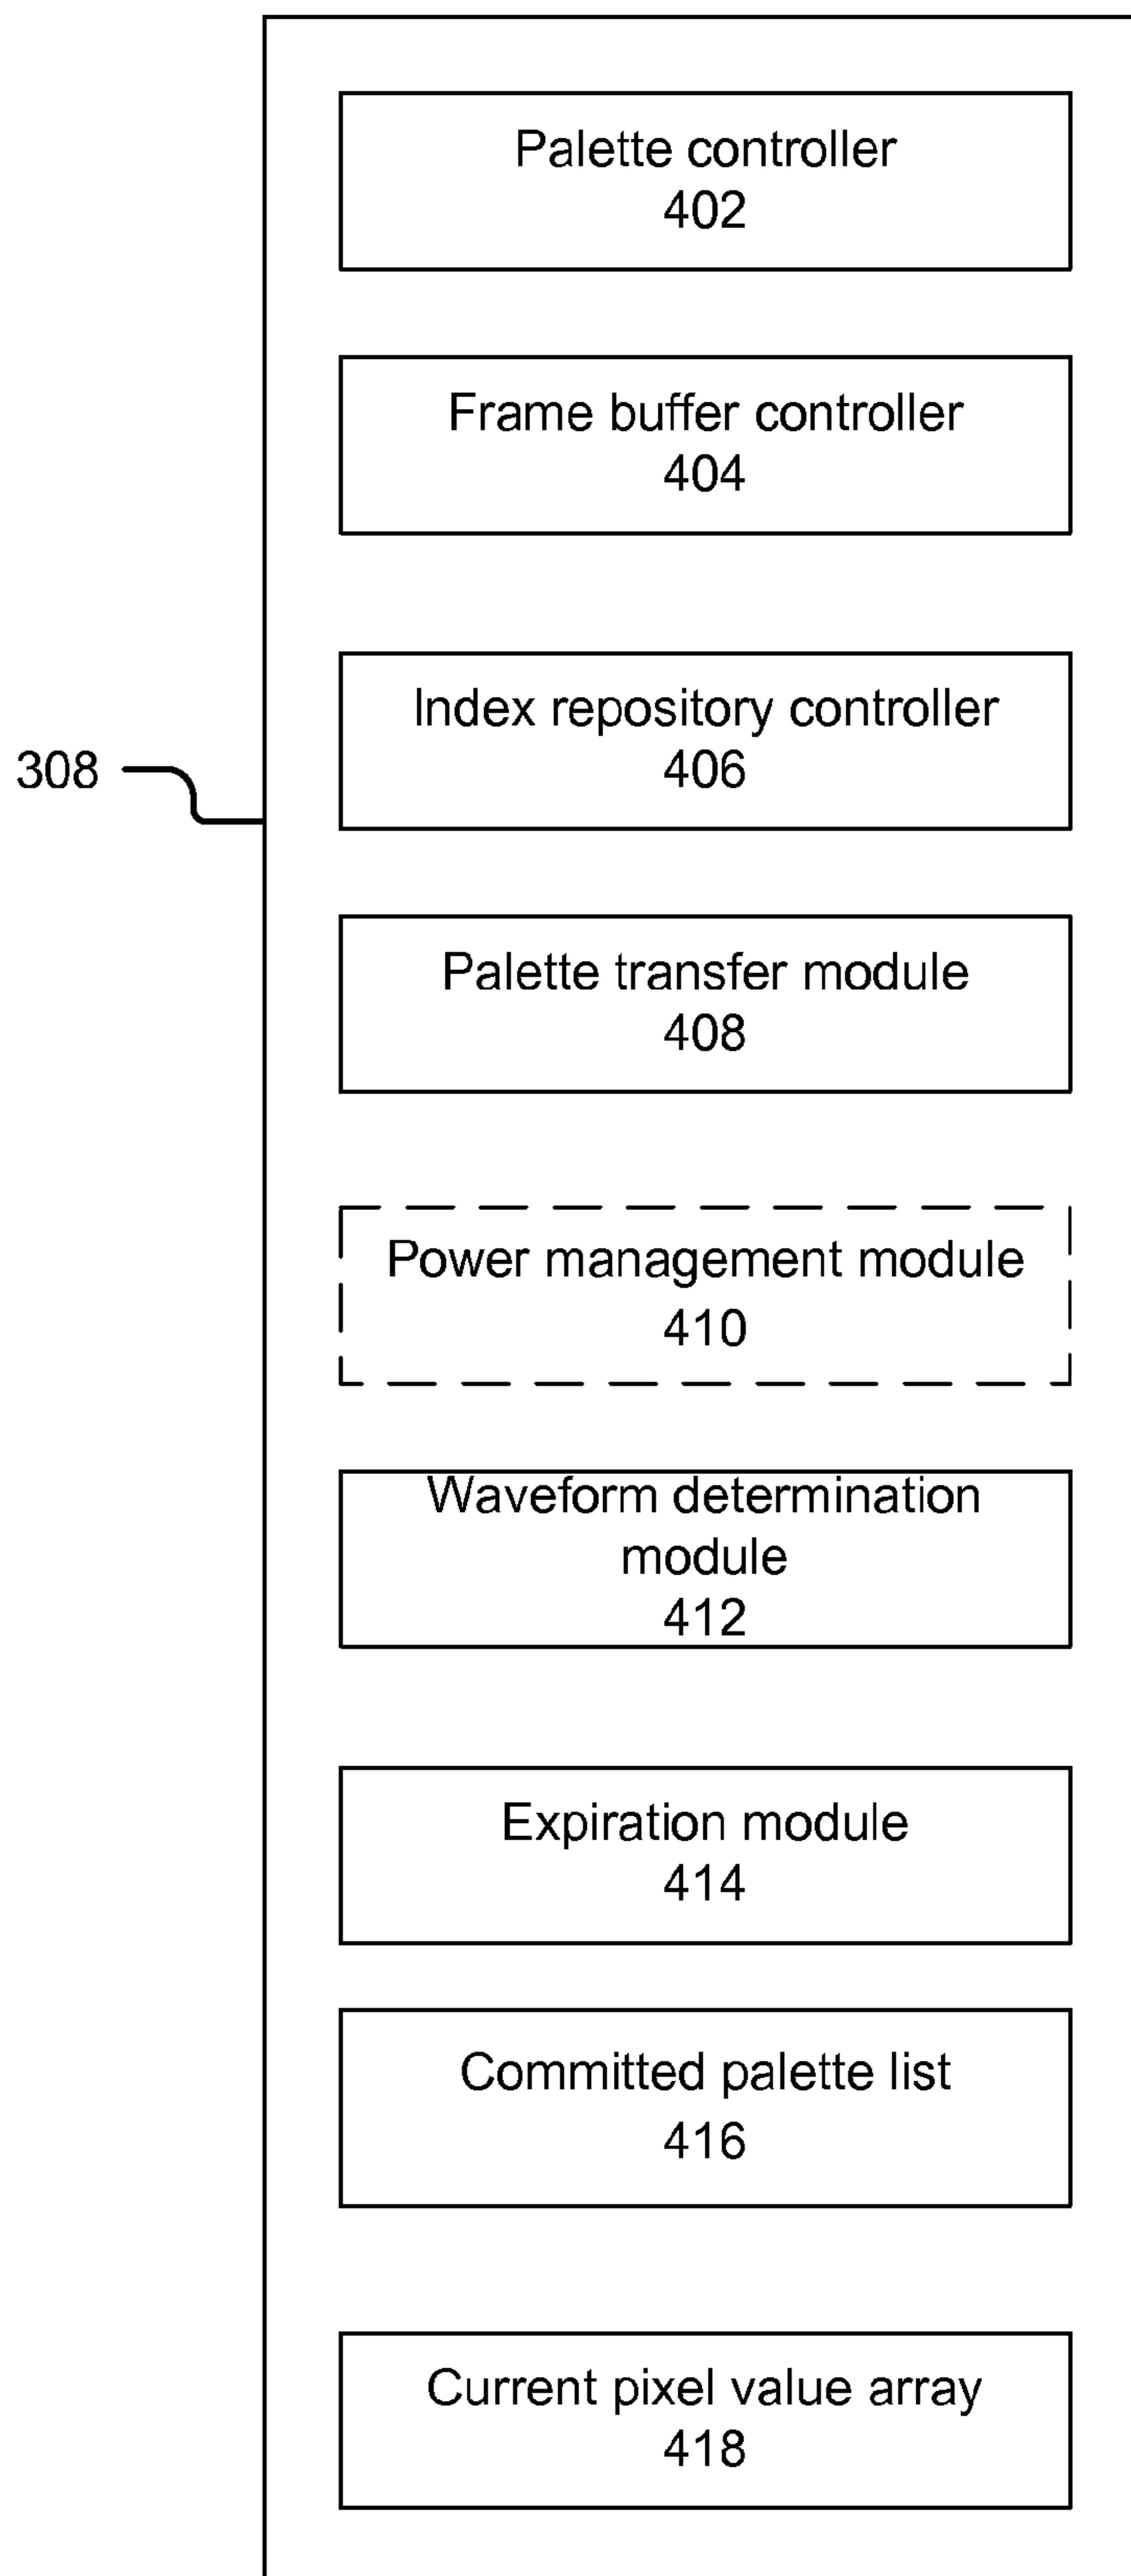 Palette controller
402
Frame buffer controller
404
Index repository controller
406
308
Palette transfer module
408
Power management module
410
Waveform determination
module
412
Expiration module
414
Committed palette list
416
Current pixel value array
418